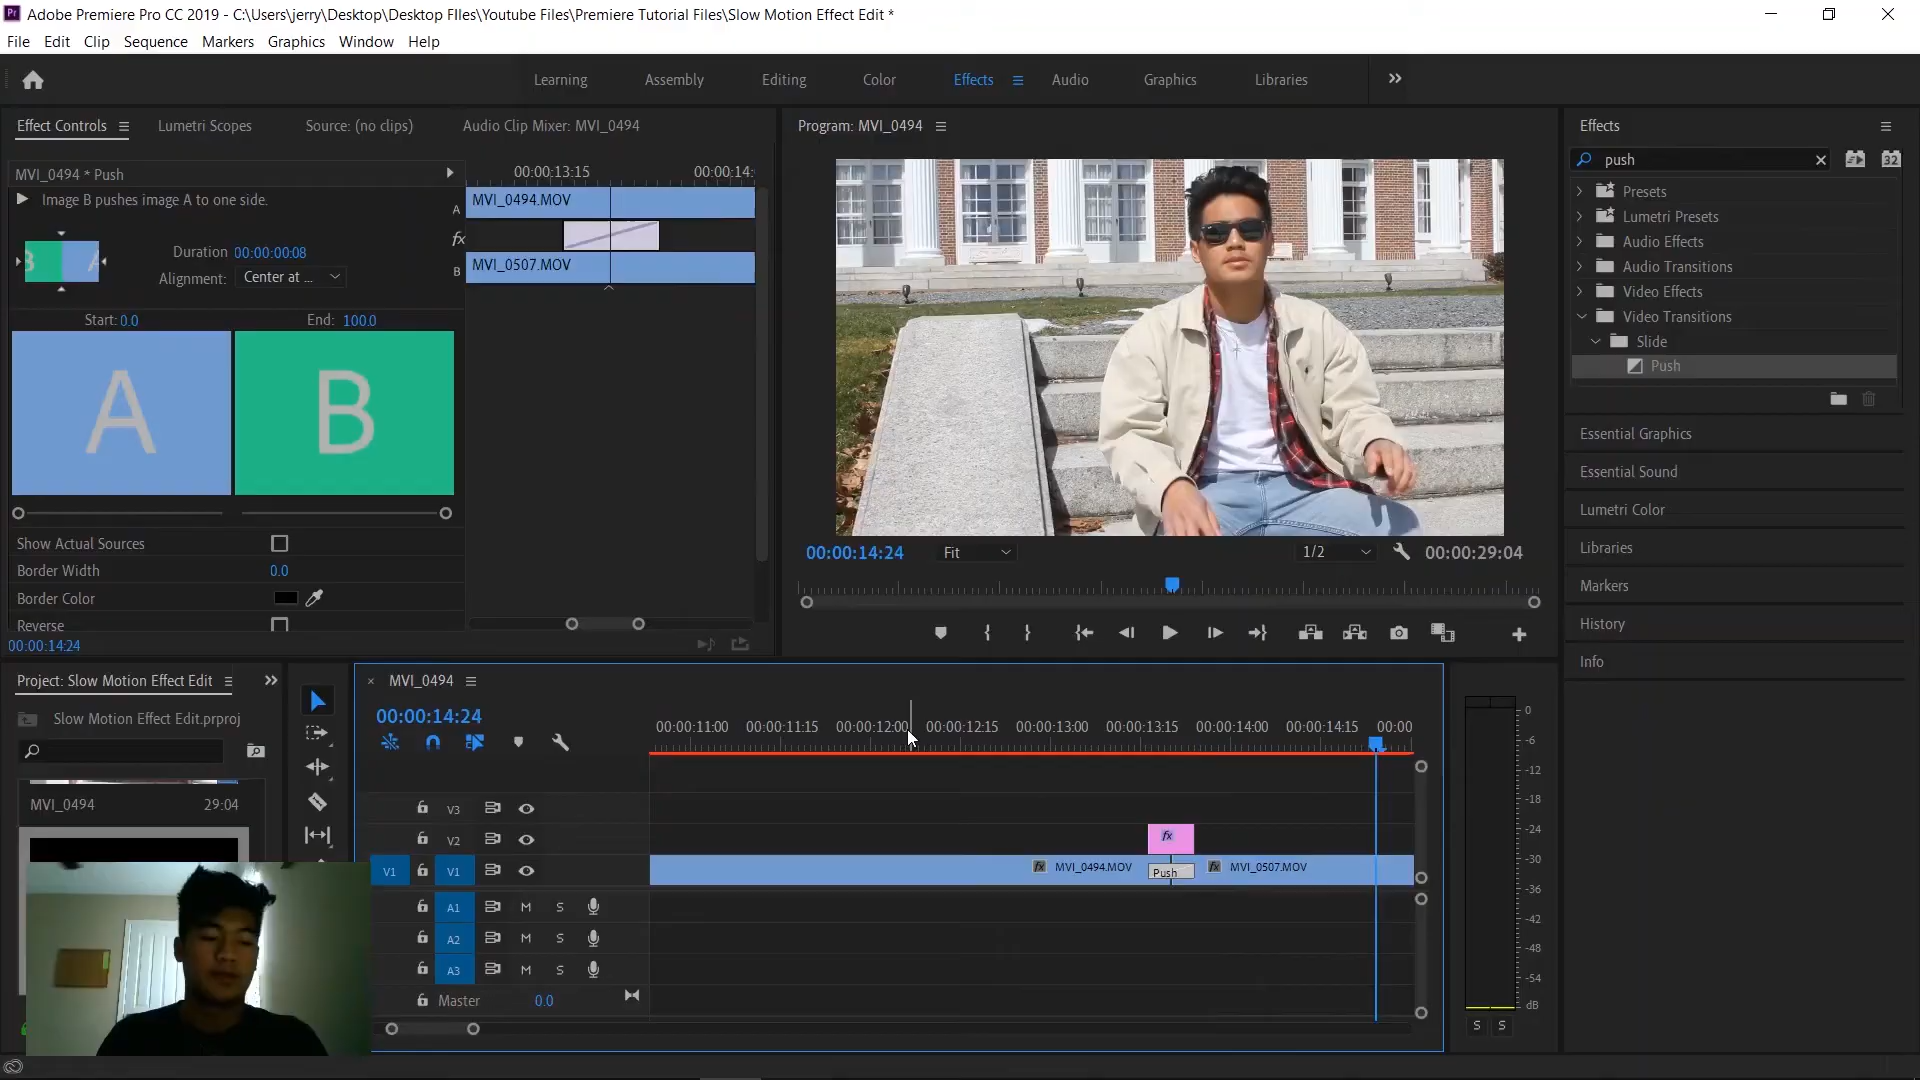 Pr Adobe Premiere Pro CC 2019 - C:\Users\jerry\Desktop\Desktop FIles\Youtube Files\Premiere Tutorial Files\Slow Motion Effect Edit *
File Edit Clip Sequence Markers Graphics Window Help
Learning Assembly Editing Color Effects Audio Graphics Libraries
Effect Controls Lumetri Scopes Source: (no clips) Audio Clip Mixer: MVI_0494
MVI_0494 * Push
Image B pushes image A to one side.
B A
Duration 00:00:00:08
Alignment: Center at ...
Start: 0.0 End: 100.0
A B
Show Actual Sources
Border Width 0.0
Border Color
Reverse
00:00:14:24
00:00:13:15 00:00:14:
A MVI_0494.MOV
fx
B MVI_0507.MOV
Program: MVI_0494
00:00:14:24 Fit 1/2 00:00:29:04
Effects
push 32
Presets
Lumetri Presets
Audio Effects
Audio Transitions
Video Effects
Video Transitions
Slide
Push
Essential Graphics
Essential Sound
Lumetri Color
Libraries
Markers
History
Info
Project: Slow Motion Effect Edit
Slow Motion Effect Edit.prproj
MVI_0494 29:04
× MVI_0494
00:00:14:24
00:00:11:00 00:00:11:15 00:00:12:00 00:00:12:15 00:00:13:00 00:00:13:15 00:00:14:00 00:00:14:15 00:00
V3
V2 fx
V1 V1 fx MVI_0494.MOV Push fx MVI_0507.MOV
A1 M S
A2 M S
A3 M S
Master 0.0
0
-6
-12
-18
-24
-30
-36
-42
-48
-54
dB
S S